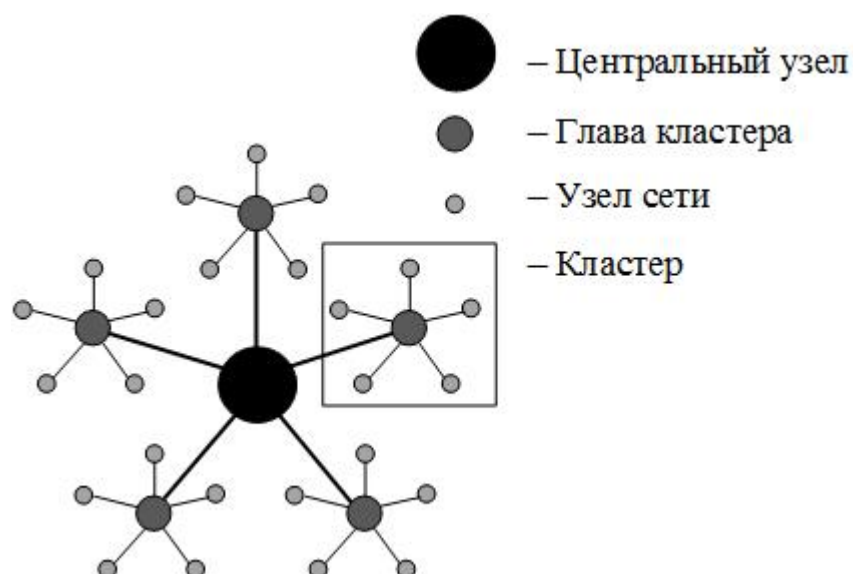 – Центральный узел
– Глава кластера
– Узел сети
– Кластер